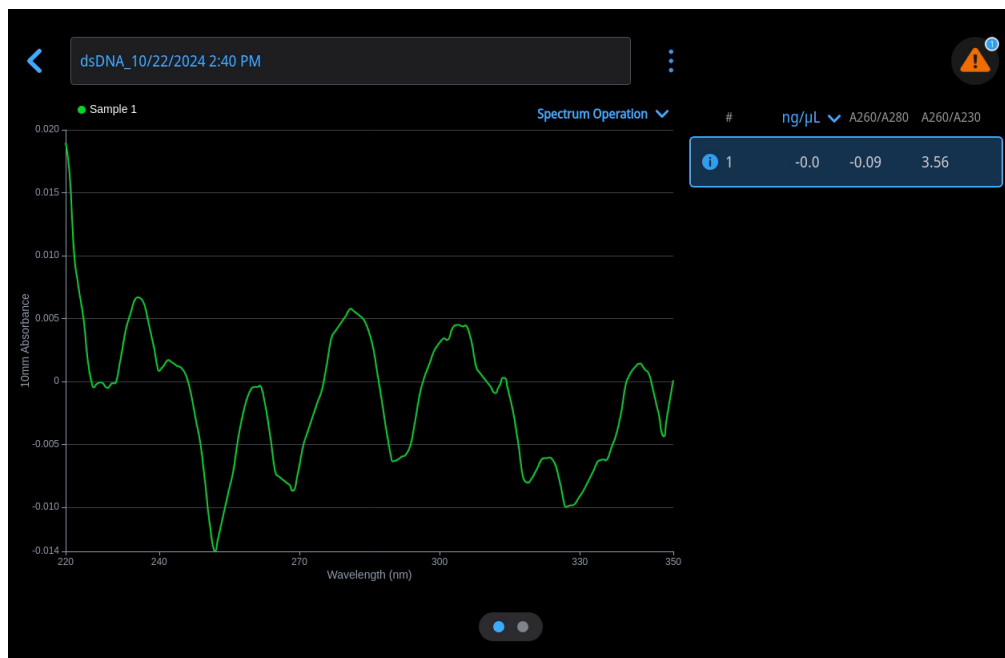 dsDNA_10/22/2024 2:40 PM
1
Sample 1
Spectrum Operation
# ng/µL A260/A280 A260/A230
1 -0.0 -0.09 3.56
0.020
0.015
0.010
0.005
0
-0.005
-0.010
-0.014
10mm Absorbance
220 240 270 300 330 350
Wavelength (nm)